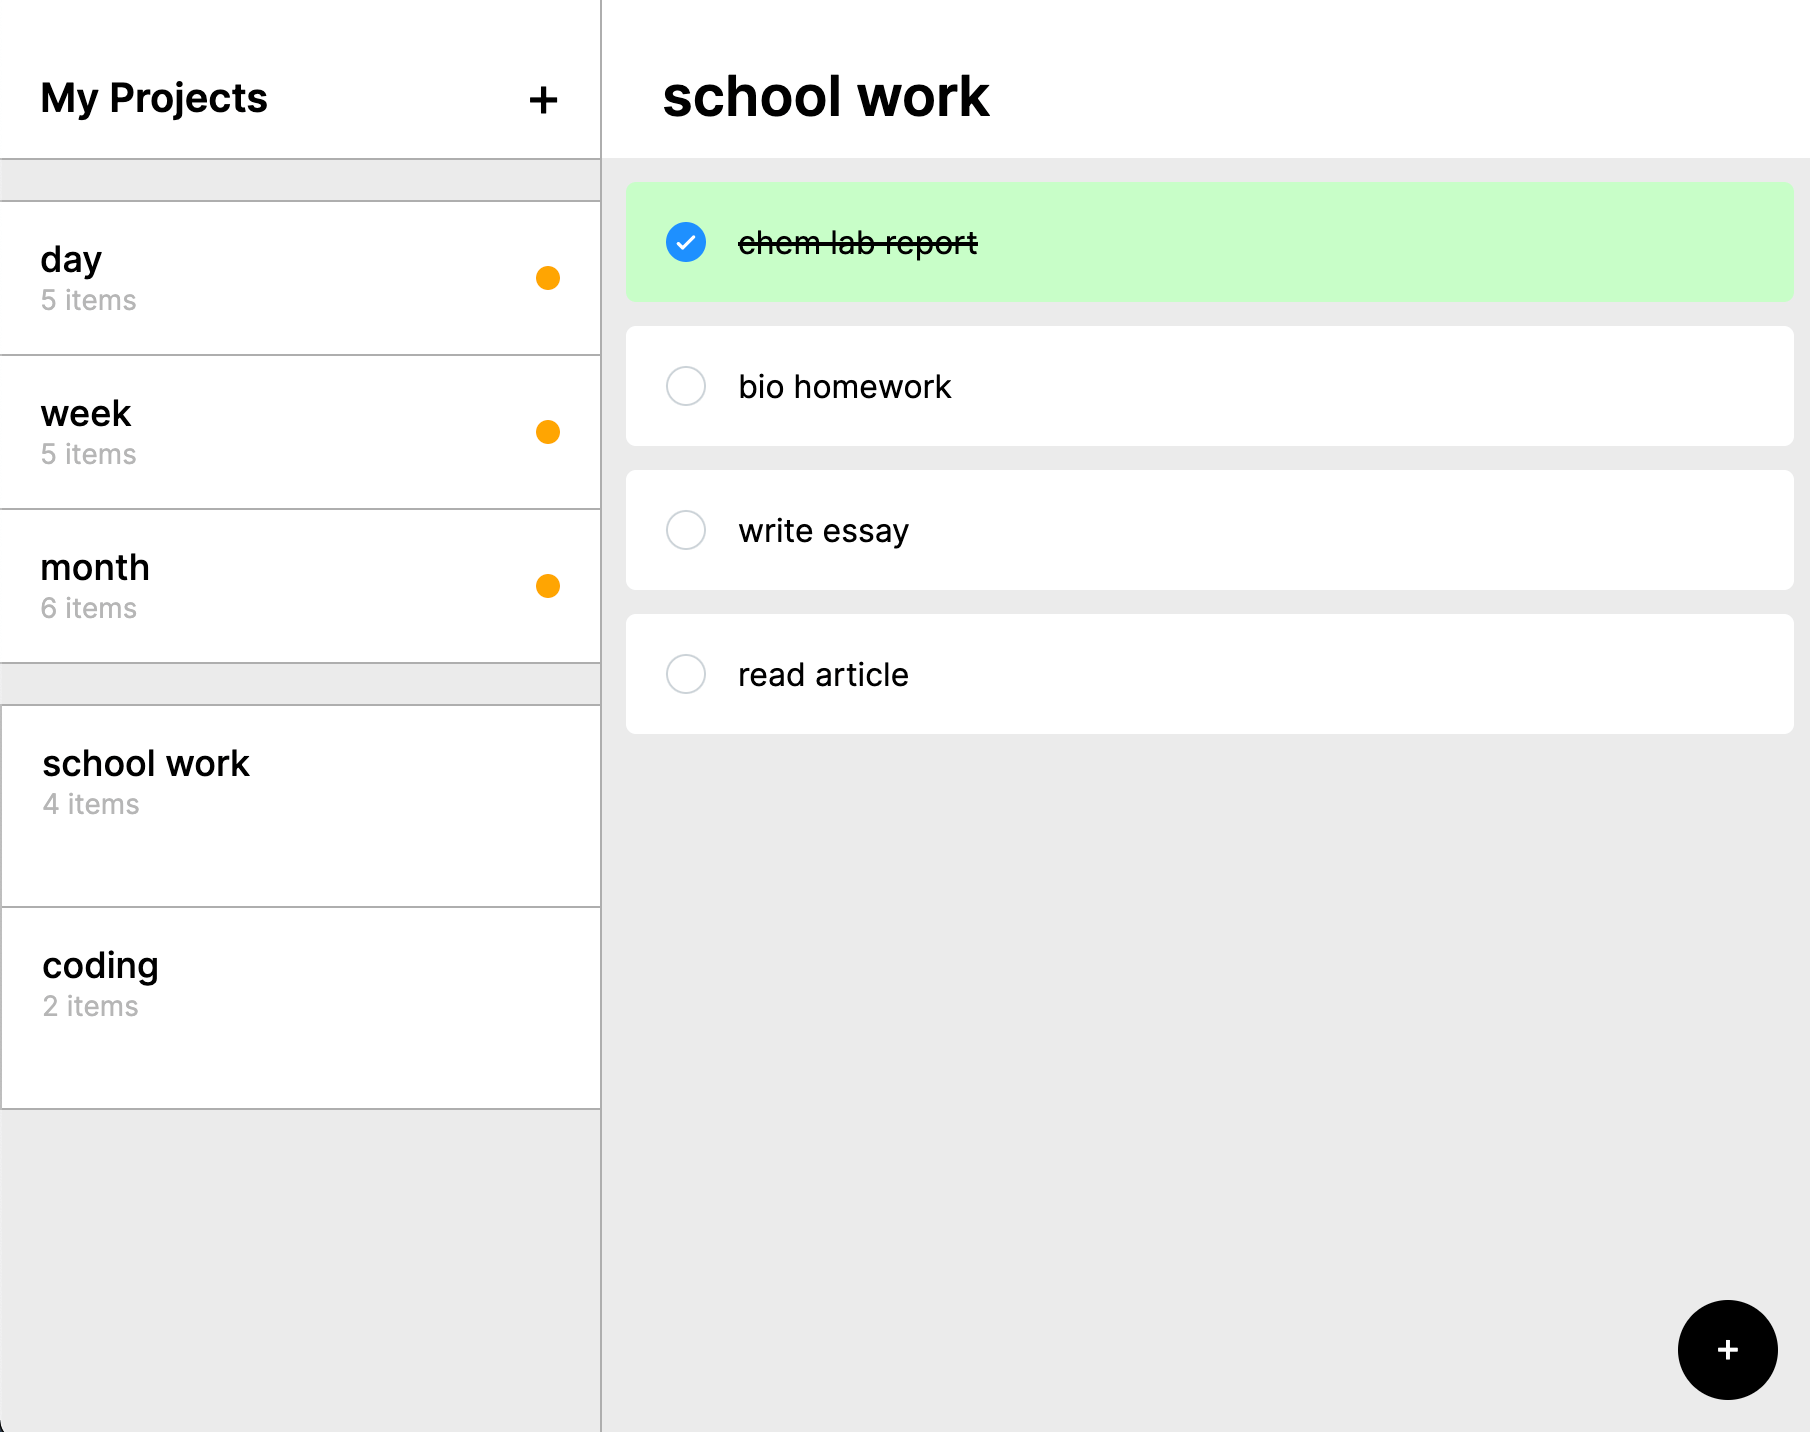 My Projects
+
day
5 items
week
5 items
month
6 items
school work
4 items
coding
2 items
school work
chem lab report
bio homework
write essay
read article
+